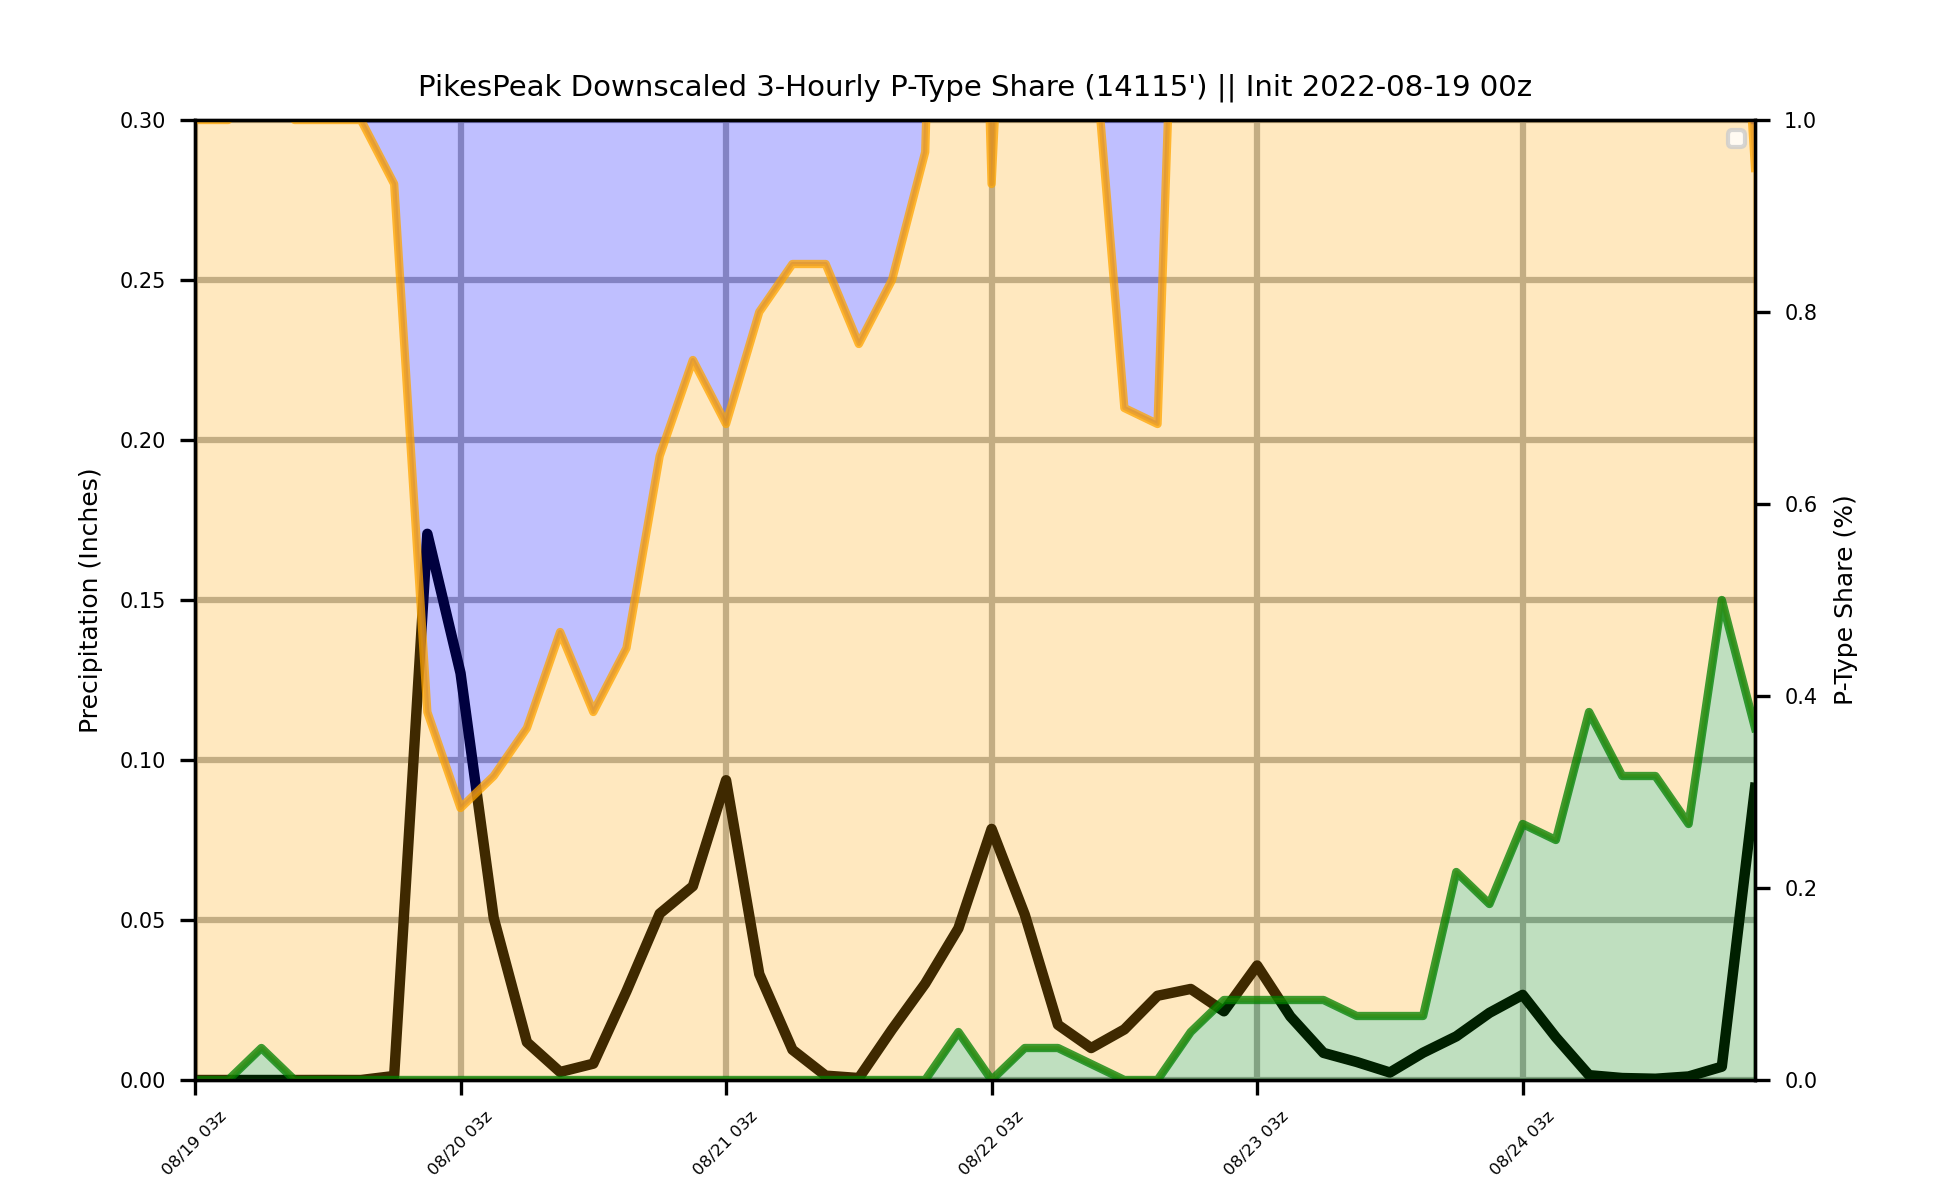 PikesPeak Downscaled 3-Hourly P-Type Share (14115') || Init 2022-08-19 00z
0.30
0.25
0.20
0.15
0.10
0.05
0.00
Precipitation (Inches)
1.0
0.8
0.6
0.4
0.2
0.0
P-Type Share (%)
08/19 03z
08/20 03z
08/21 03z
08/22 03z
08/23 03z
08/24 03z